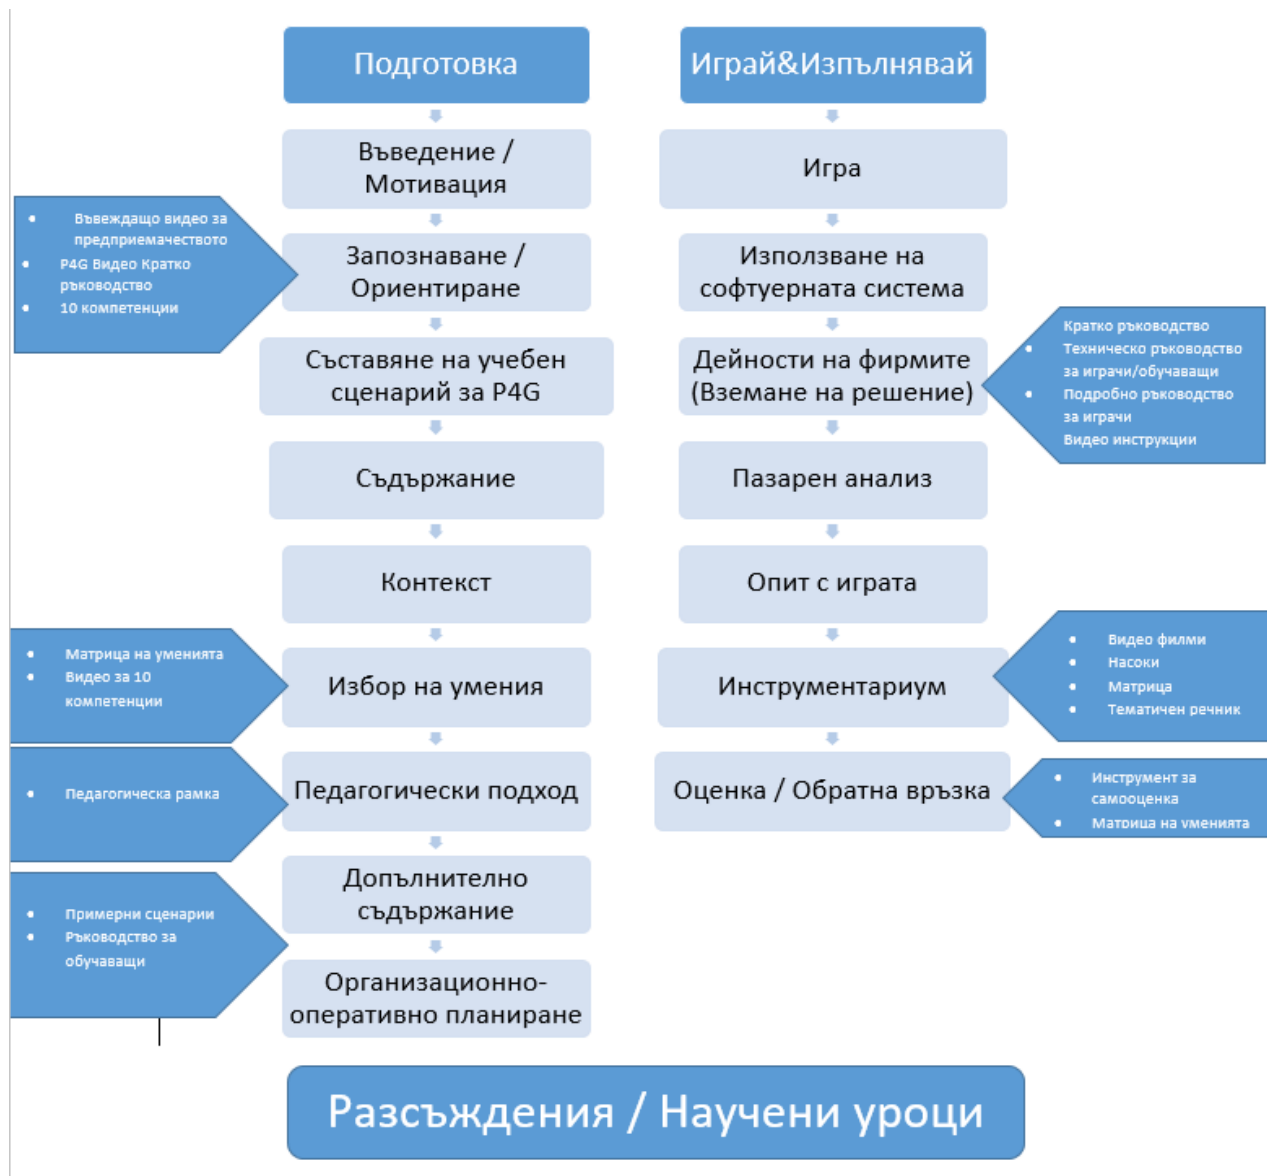 Подготовка
Въведение /
Мотивация
Запознаване /
Ориентиране
Съставяне на учебен
сценарий за P4G
Съдържание
Контекст
Избор на умения
Педагогически подход
Допълнително
съдържание
Организационно-
оперативно планиране
Въвеждащо видео за
предприемачеството
P4G Видео Кратко
ръководство
10 компетенции
Матрица на уменията
Видео за 10
компетенции
Педагогическа рамка
Примерни сценарии
Ръководство за
обучаващи
Играй&Изпълнявай
Игра
Използване на
софтуерната система
Дейности на фирмите
(Вземане на решение)
Пазарен анализ
Опит с играта
Инструментариум
Оценка / Обратна връзка
Кратко ръководство
Техническо ръководство
за играчи/обучаващи
Подробно ръководство
за играчи
Видео инструкции
Видео филми
Насоки
Матрица
Тематичен речник
Инструмент за
самооценка
Матрица на уменията
Разсъждения / Научени уроци